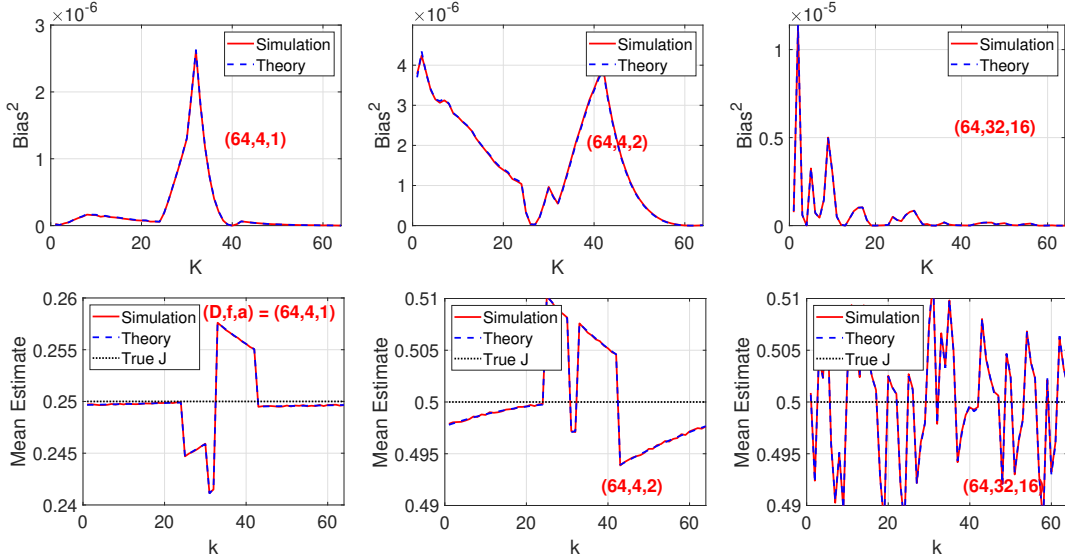 ×10⁻⁶
3
2
1
0
0
20
40
60
Bias²
K
Simulation
Theory
(64,4,1)
×10⁻⁶
4
3
2
1
0
0
20
40
60
Bias²
K
Simulation
Theory
(64,4,2)
×10⁻⁵
1
0.5
0
0
20
40
60
Bias²
K
Simulation
Theory
(64,32,16)
0.26
0.255
0.25
0.245
0.24
0
20
40
60
Mean Estimate
k
Simulation
Theory
True J
(D,f,a) = (64,4,1)
0.51
0.505
0.5
0.495
0.49
0
20
40
60
Mean Estimate
k
Simulation
Theory
True J
(64,4,2)
0.51
0.505
0.5
0.495
0.49
0
20
40
60
Mean Estimate
k
Simulation
Theory
True J
(64,32,16)